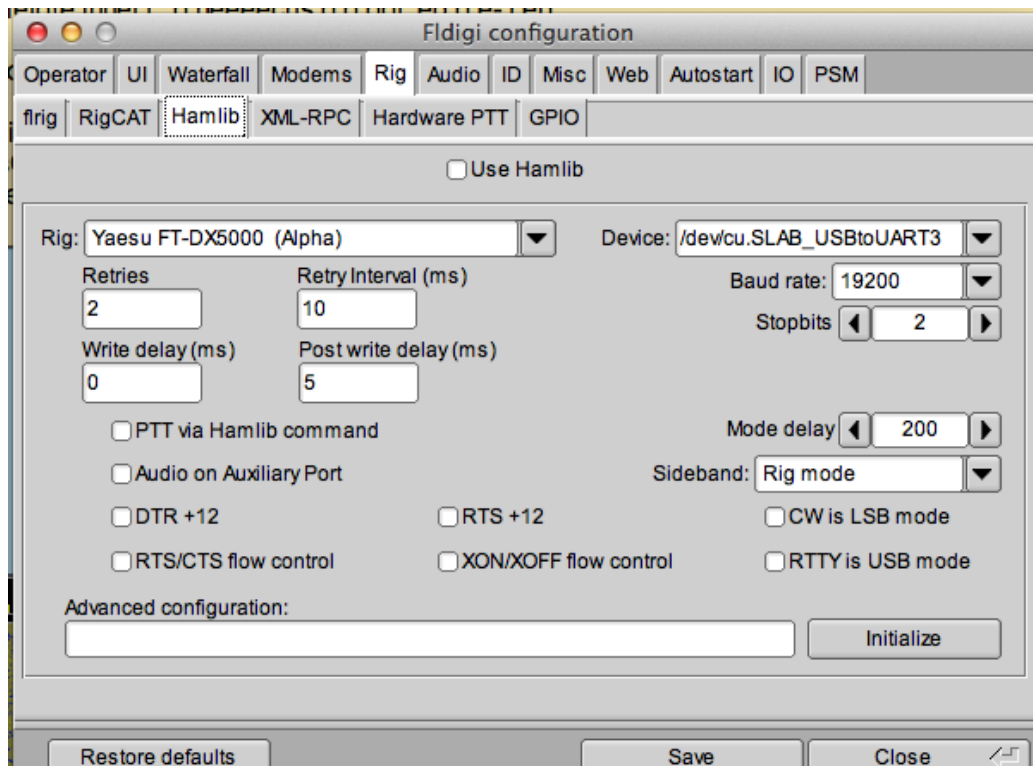 Fldigi configuration
Operator UI Waterfall Modems Rig Audio ID Misc Web Autostart IO PSM
flrig RigCAT Hamlib XML-RPC Hardware PTT GPIO
Use Hamlib
Rig: Yaesu FT-DX5000 (Alpha) Device: /dev/cu.SLAB_USBtoUART3
Retries Retry Interval (ms) Baud rate: 19200
2 10 Stopbits 2
Write delay (ms) Post write delay (ms)
0 5
PTT via Hamlib command Mode delay 200
Audio on Auxiliary Port Sideband: Rig mode
DTR +12 RTS +12 CW is LSB mode
RTS/CTS flow control XON/XOFF flow control RTTY is USB mode
Advanced configuration:
Initialize
Restore defaults Save Close